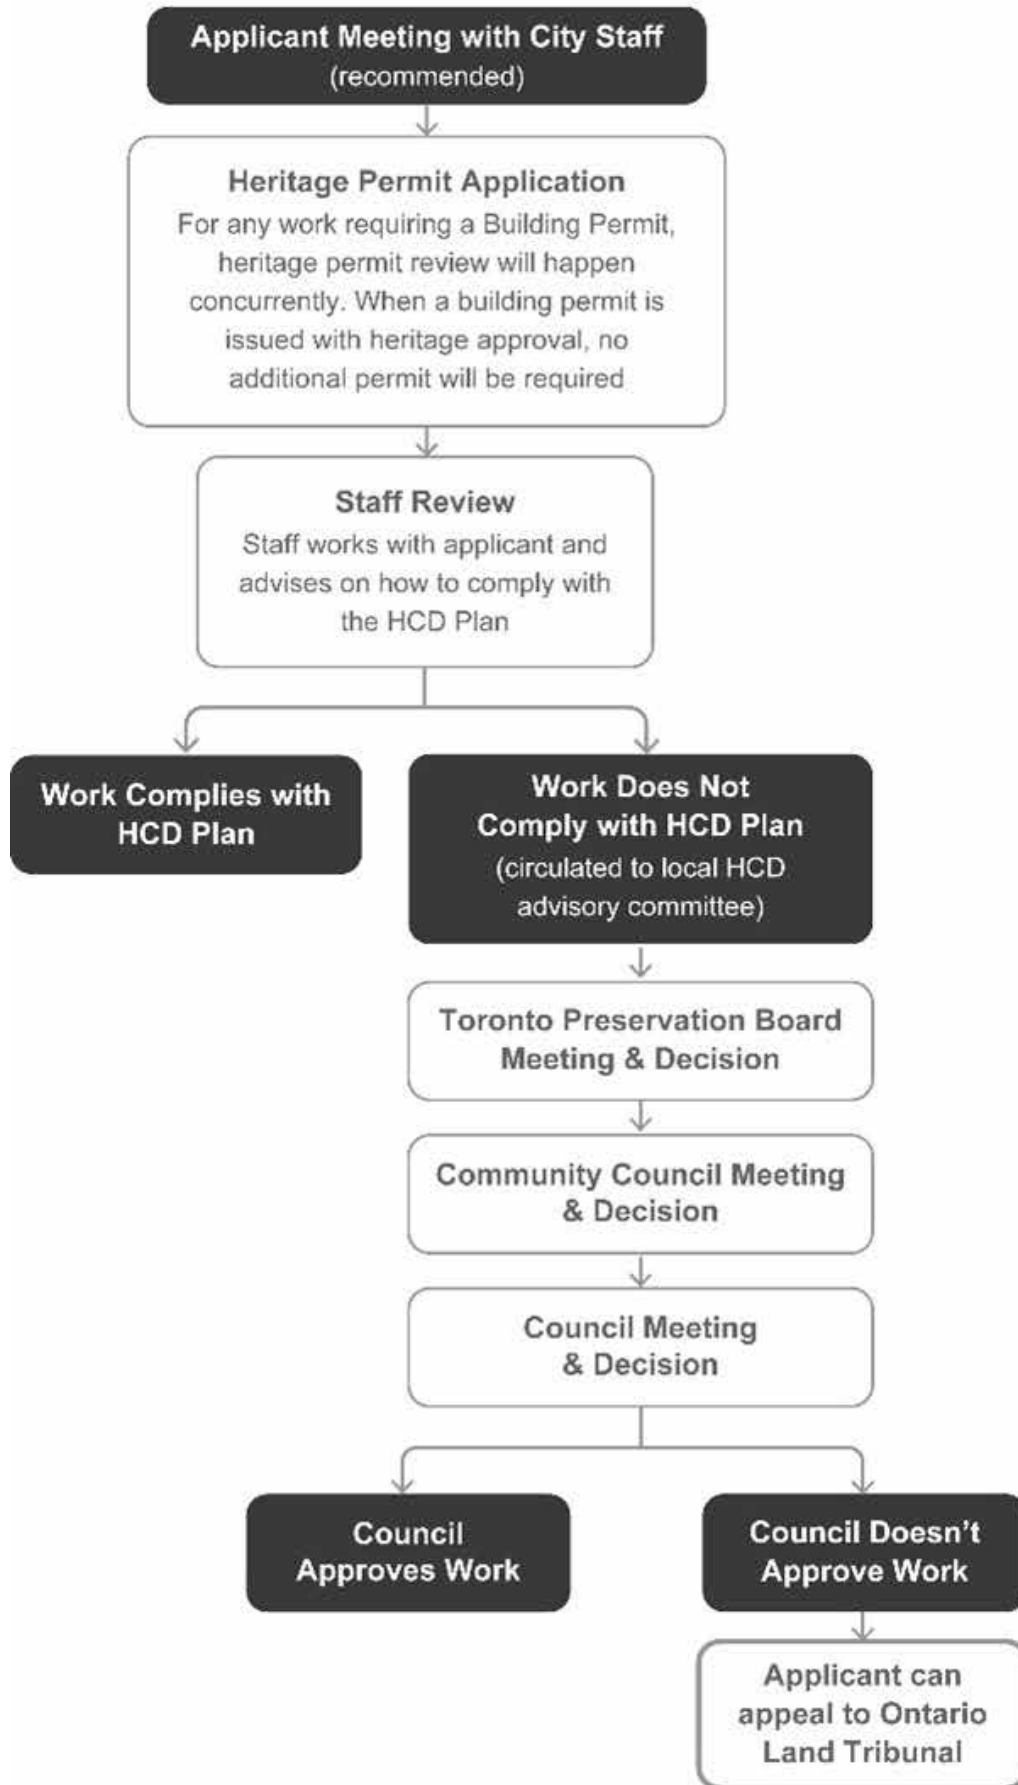 Applicant Meeting with City Staff
(recommended)
Heritage Permit Application
For any work requiring a Building Permit,
heritage permit review will happen
concurrently. When a building permit is
issued with heritage approval, no
additional permit will be required
Staff Review
Staff works with applicant and
advises on how to comply with
the HCD Plan
Work Complies with
HCD Plan
Work Does Not
Comply with HCD Plan
(circulated to local HCD
advisory committee)
Toronto Preservation Board
Meeting & Decision
Community Council Meeting
& Decision
Council Meeting
& Decision
Council
Approves Work
Council Doesn't
Approve Work
Applicant can
appeal to Ontario
Land Tribunal